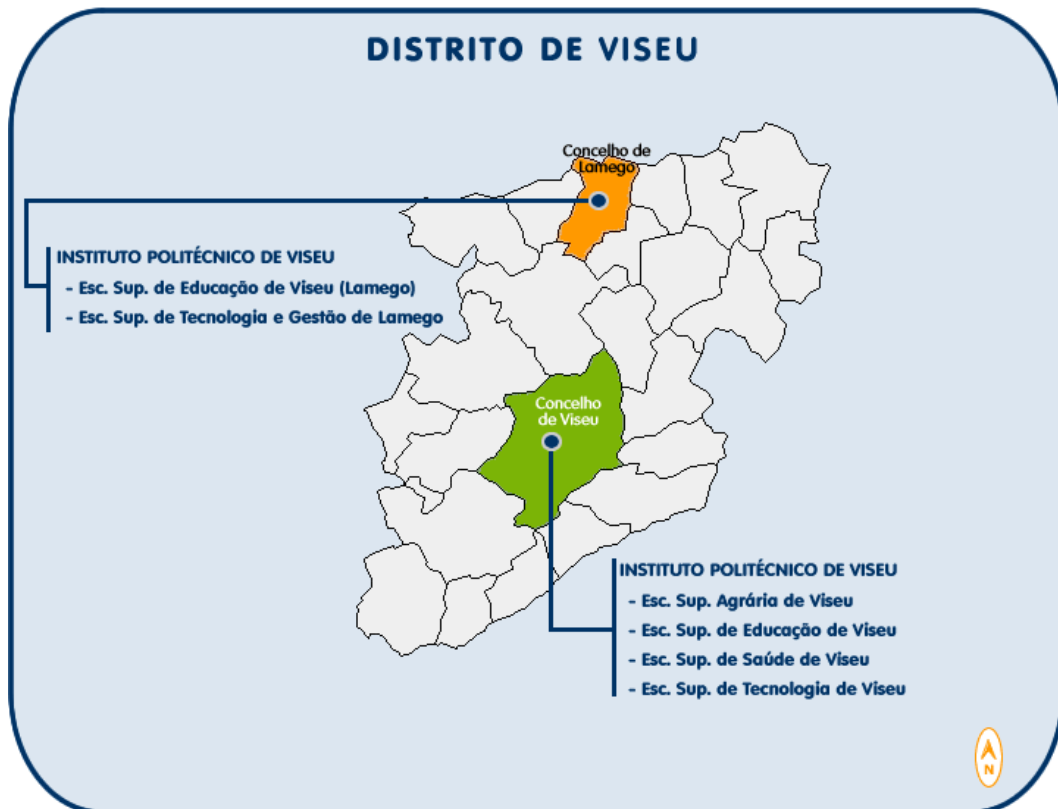 DISTRITO DE VISEU
Concelho de
Lamego
INSTITUTO POLITÉCNICO DE VISEU
- Esc. Sup. de Educação de Viseu (Lamego)
- Esc. Sup. de Tecnologia e Gestão de Lamego
Concelho
de Viseu
INSTITUTO POLITÉCNICO DE VISEU
- Esc. Sup. Agrária de Viseu
- Esc. Sup. de Educação de Viseu
- Esc. Sup. de Saúde de Viseu
- Esc. Sup. de Tecnologia de Viseu
N